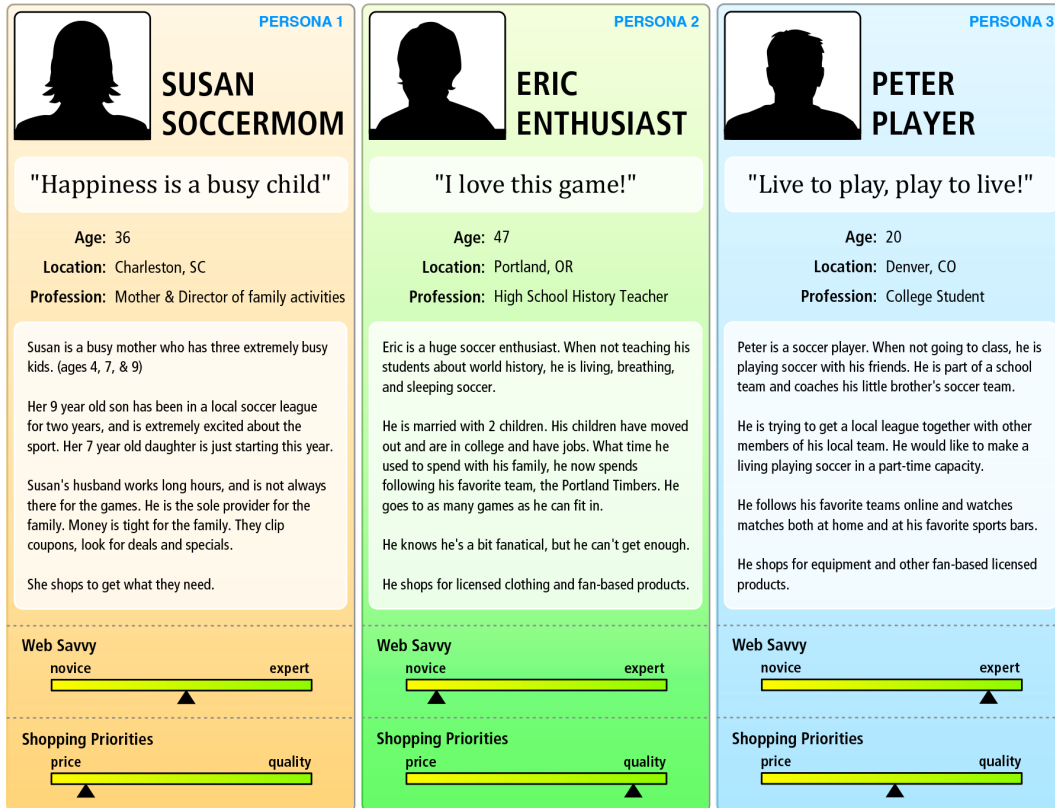 PERSONA 1
SUSAN
SOCCERMOM
"Happiness is a busy child"
Age: 36
Location: Charleston, SC
Profession: Mother & Director of family activities
Susan is a busy mother who has three extremely busy
kids. (ages 4, 7, & 9)
Her 9 year old son has been in a local soccer league
for two years, and is extremely excited about the
sport. Her 7 year old daughter is just starting this year.
Susan's husband works long hours, and is not always
there for the games. He is the sole provider for the
family. Money is tight for the family. They clip
coupons, look for deals and specials.
She shops to get what they need.
Web Savvy
novice expert
Shopping Priorities
price quality
PERSONA 2
ERIC
ENTHUSIAST
"I love this game!"
Age: 47
Location: Portland, OR
Profession: High School History Teacher
Eric is a huge soccer enthusiast. When not teaching his
students about world history, he is living, breathing,
and sleeping soccer.
He is married with 2 children. His children have moved
out and are in college and have jobs. What time he
used to spend with his family, he now spends
following his favorite team, the Portland Timbers. He
goes to as many games as he can fit in.
He knows he's a bit fanatical, but he can't get enough.
He shops for licensed clothing and fan-based products.
Web Savvy
novice expert
Shopping Priorities
price quality
PERSONA 3
PETER
PLAYER
"Live to play, play to live!"
Age: 20
Location: Denver, CO
Profession: College Student
Peter is a soccer player. When not going to class, he is
playing soccer with his friends. He is part of a school
team and coaches his little brother's soccer team.
He is trying to get a local league together with other
members of his local team. He would like to make a
living playing soccer in a part-time capacity.
He follows his favorite teams online and watches
matches both at home and at his favorite sports bars.
He shops for equipment and other fan-based licensed
products.
Web Savvy
novice expert
Shopping Priorities
price quality